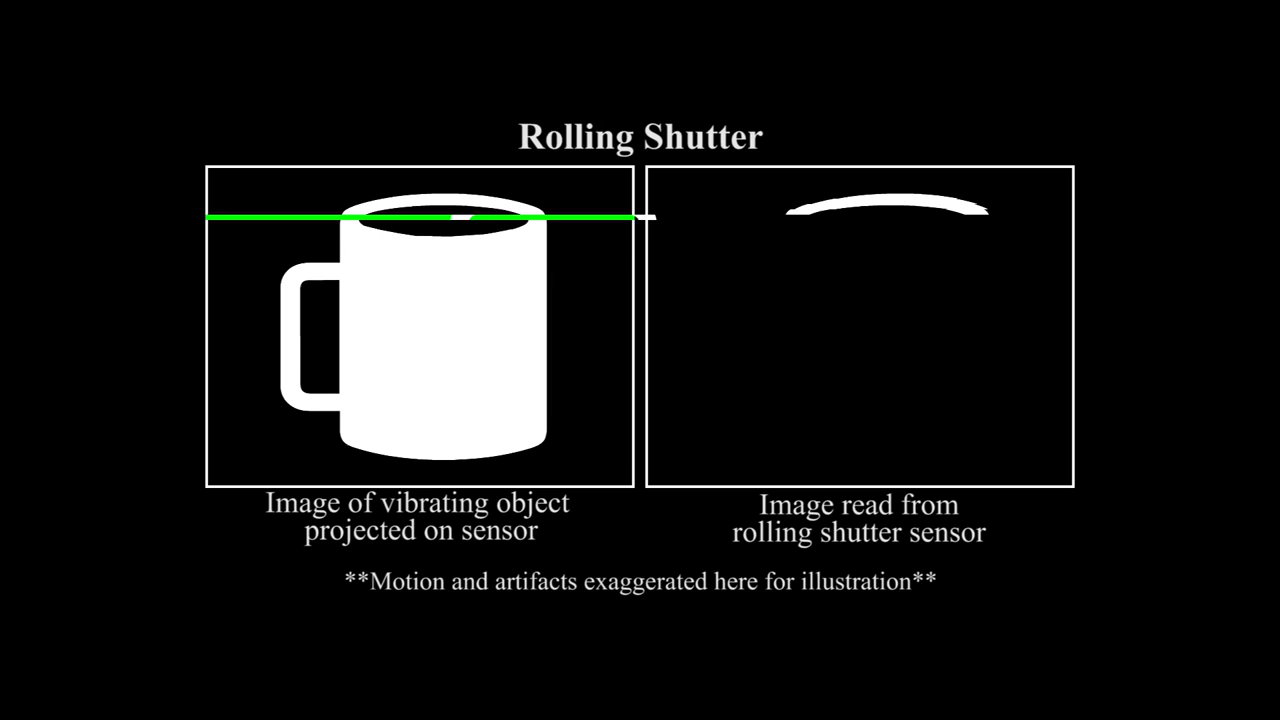 Rolling Shutter
Image of vibrating object
projected on sensor
Image read from
rolling shutter sensor
**Motion and artifacts exaggerated here for illustration**